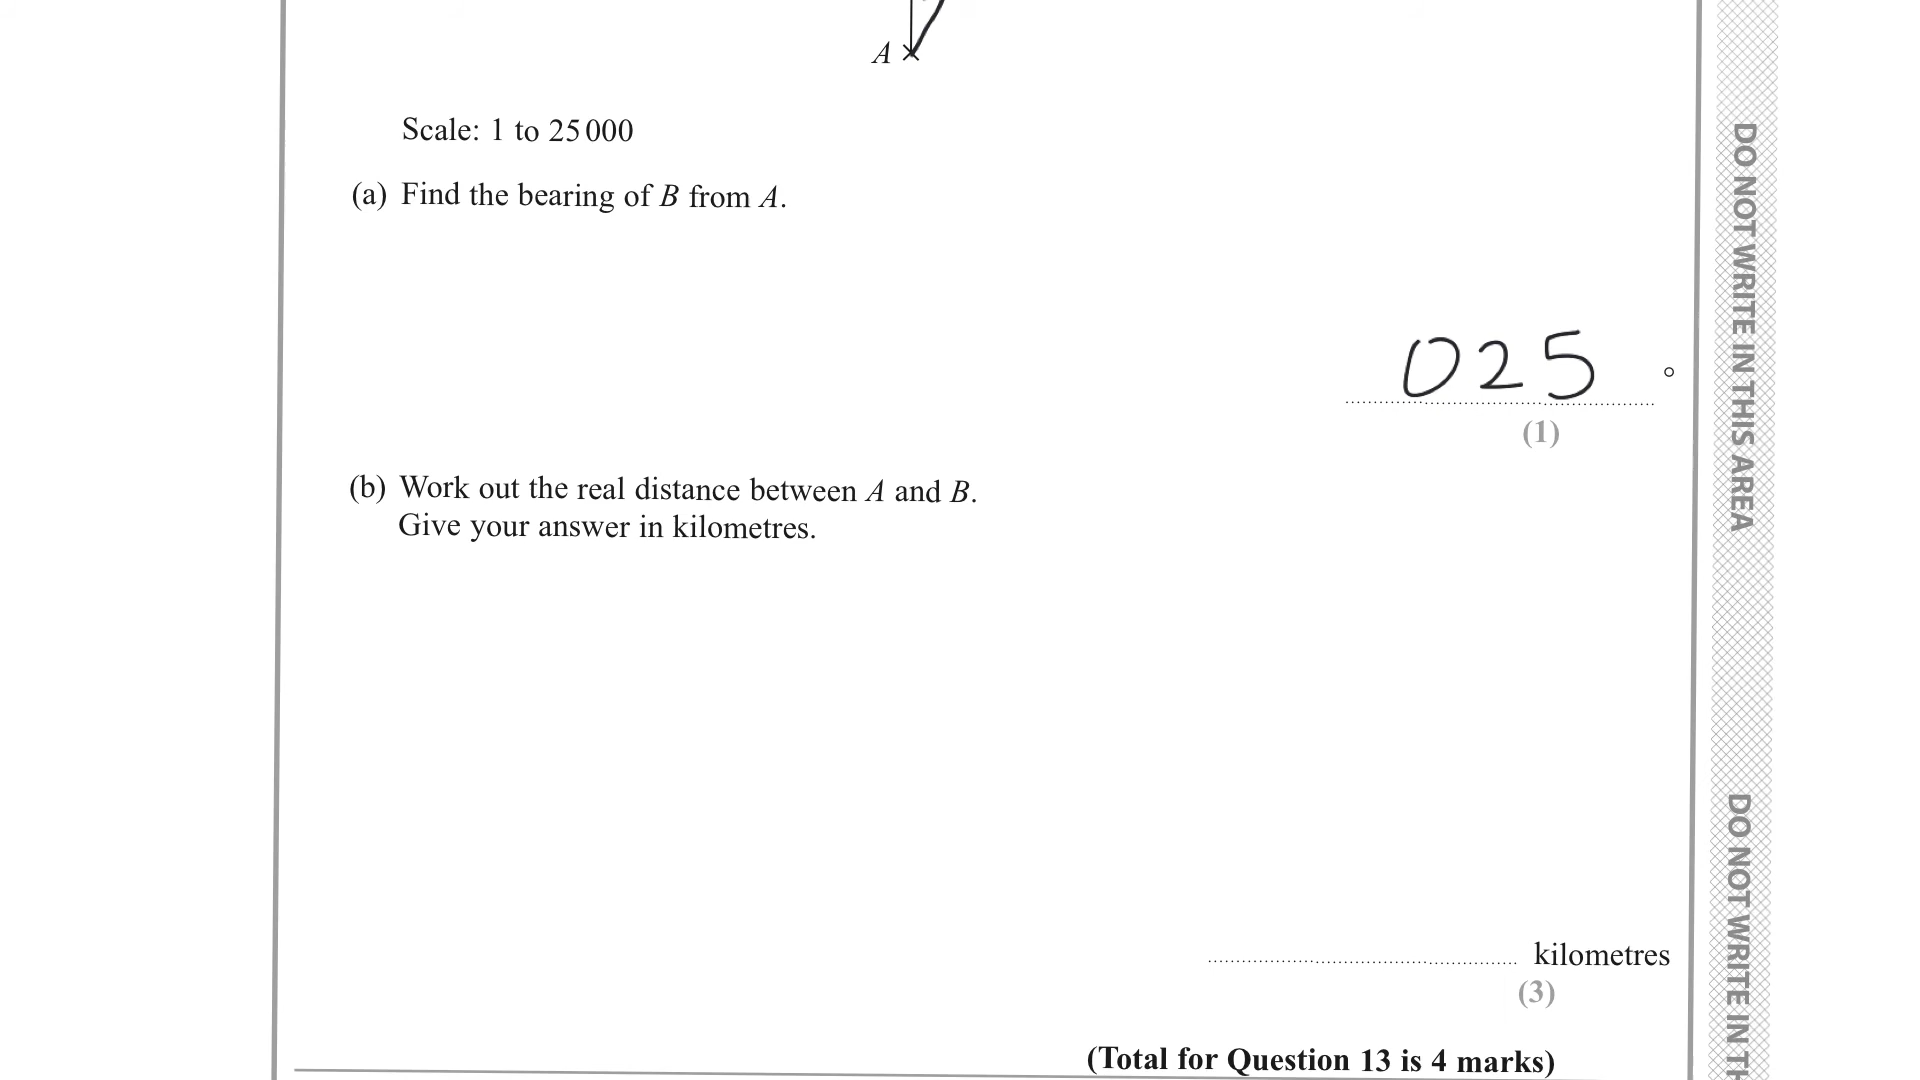 A
Scale: 1 to 25 000
(a) Find the bearing of B from A.
025 °
(1)
(b) Work out the real distance between A and B.
Give your answer in kilometres.
kilometres
(3)
(Total for Question 13 is 4 marks)
DO NOT WRITE IN THIS AREA
DO NOT WRITE IN TH